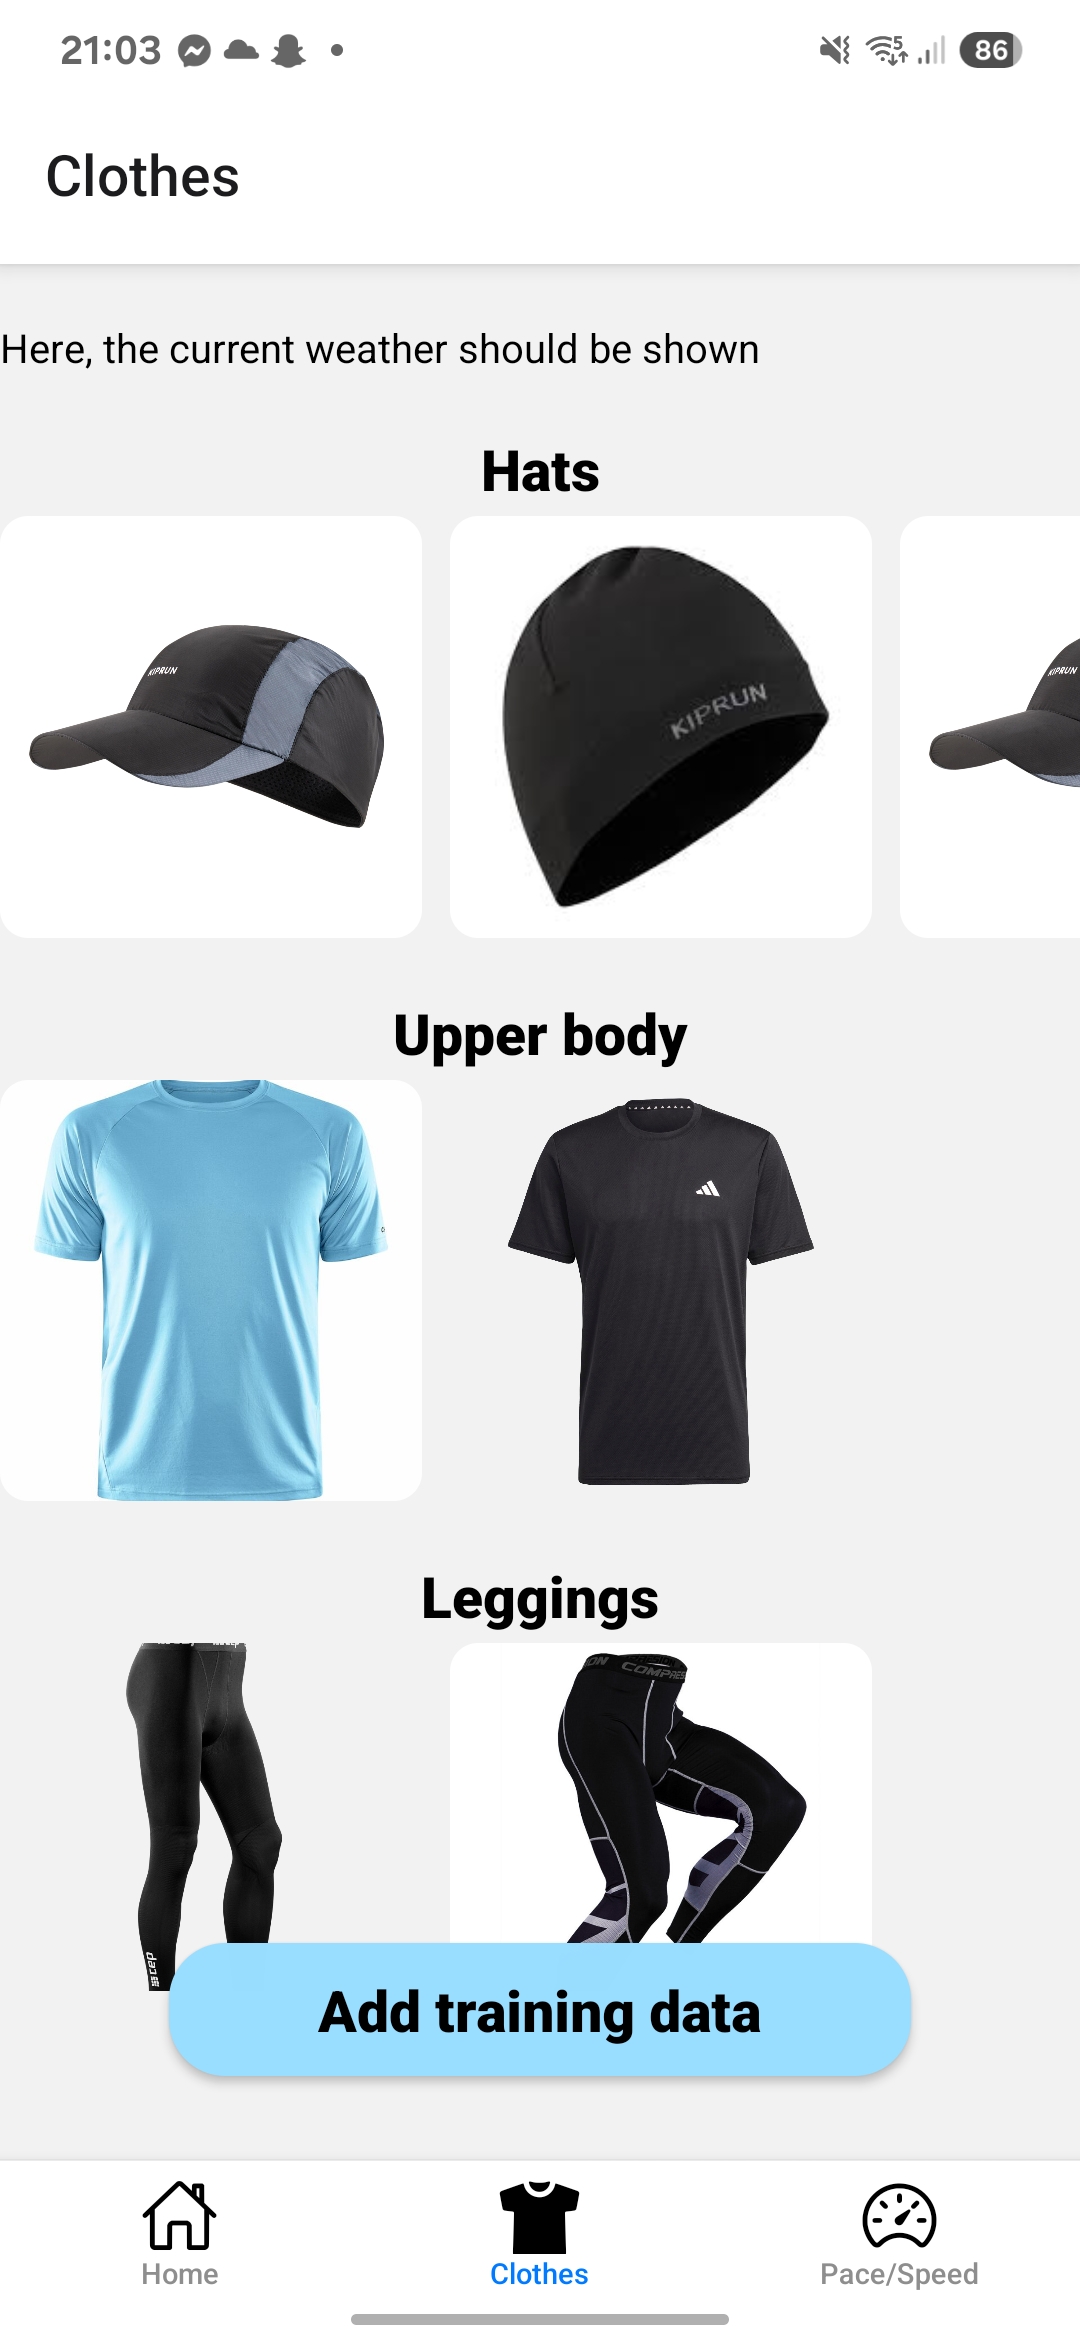 21:03
5
86
Clothes
Here, the current weather should be shown
Hats
KIPRUN
KIPRUN
KIPRUN
Upper body
Leggings
COMPRES
cep
Add training data
Home
Clothes
Pace/Speed